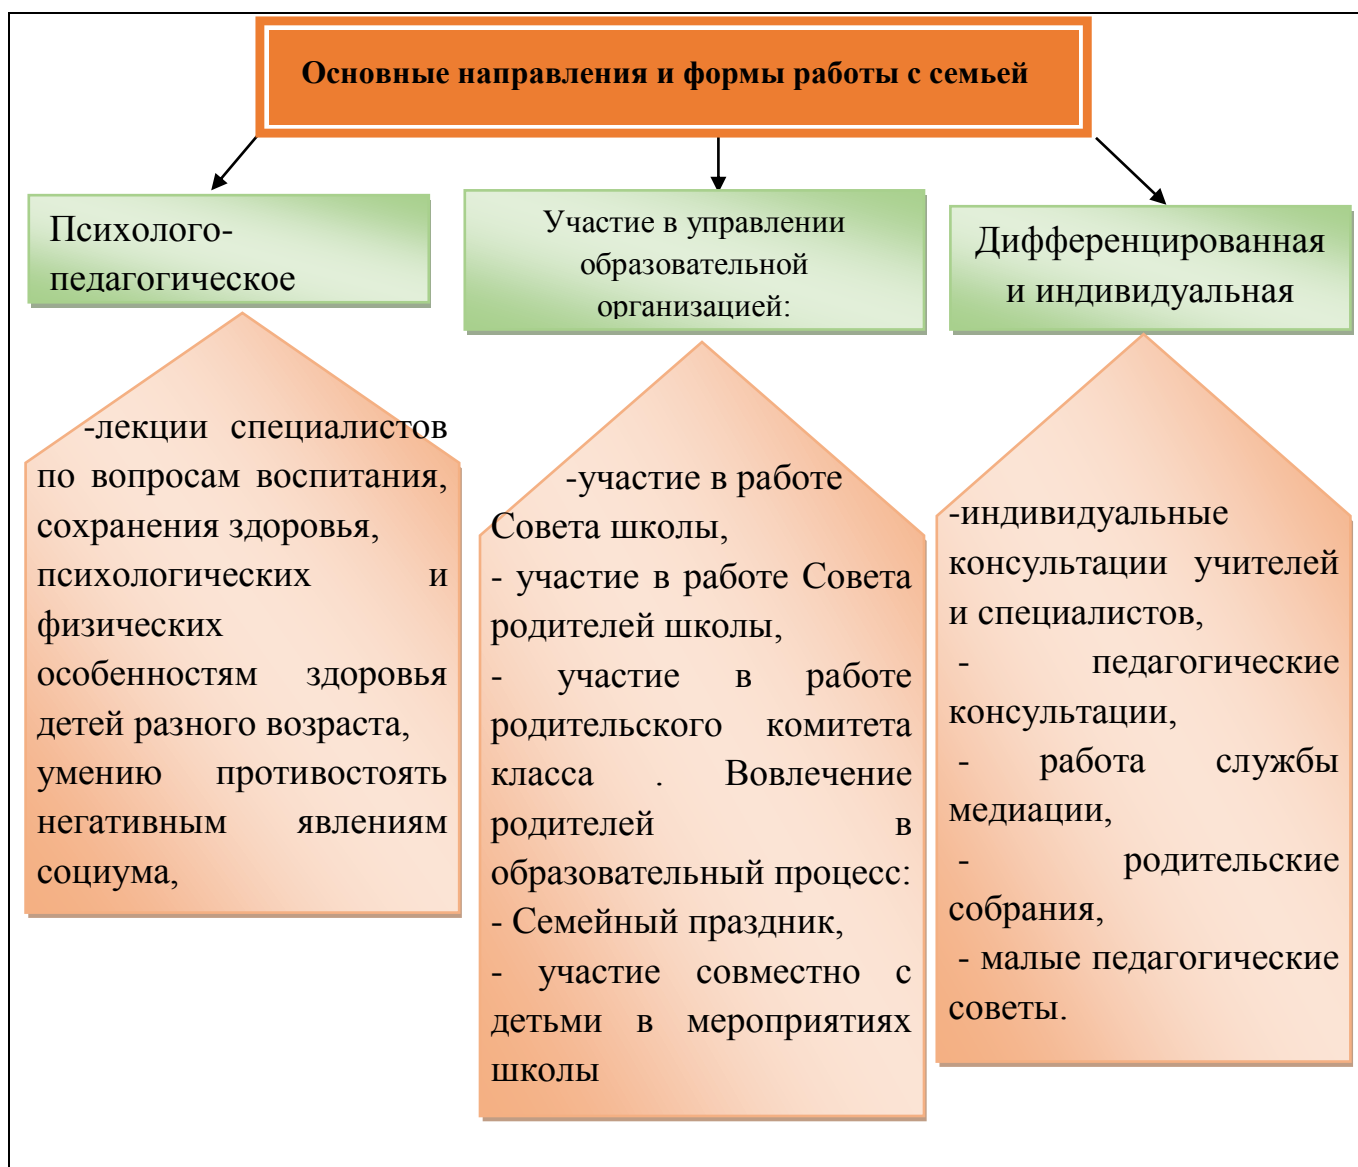 Основные направления и формы работы с семьей
Психолого-
педагогическое
Участие в управлении
образовательной
организацией:
Дифференцированная
и индивидуальная
-лекции специалистов
по вопросам воспитания,
сохранения здоровья,
психологических и
физических
особенностям здоровья
детей разного возраста,
умению противостоять
негативным явлениям
социума,
-участие в работе
Совета школы,
- участие в работе Совета
родителей школы,
- участие в работе
родительского комитета
класса . Вовлечение
родителей в
образовательный процесс:
- Семейный праздник,
- участие совместно с
детьми в мероприятиях
школы
-индивидуальные
консультации учителей
и специалистов,
- педагогические
консультации,
- работа службы
медиации,
- родительские
собрания,
- малые педагогические
советы.